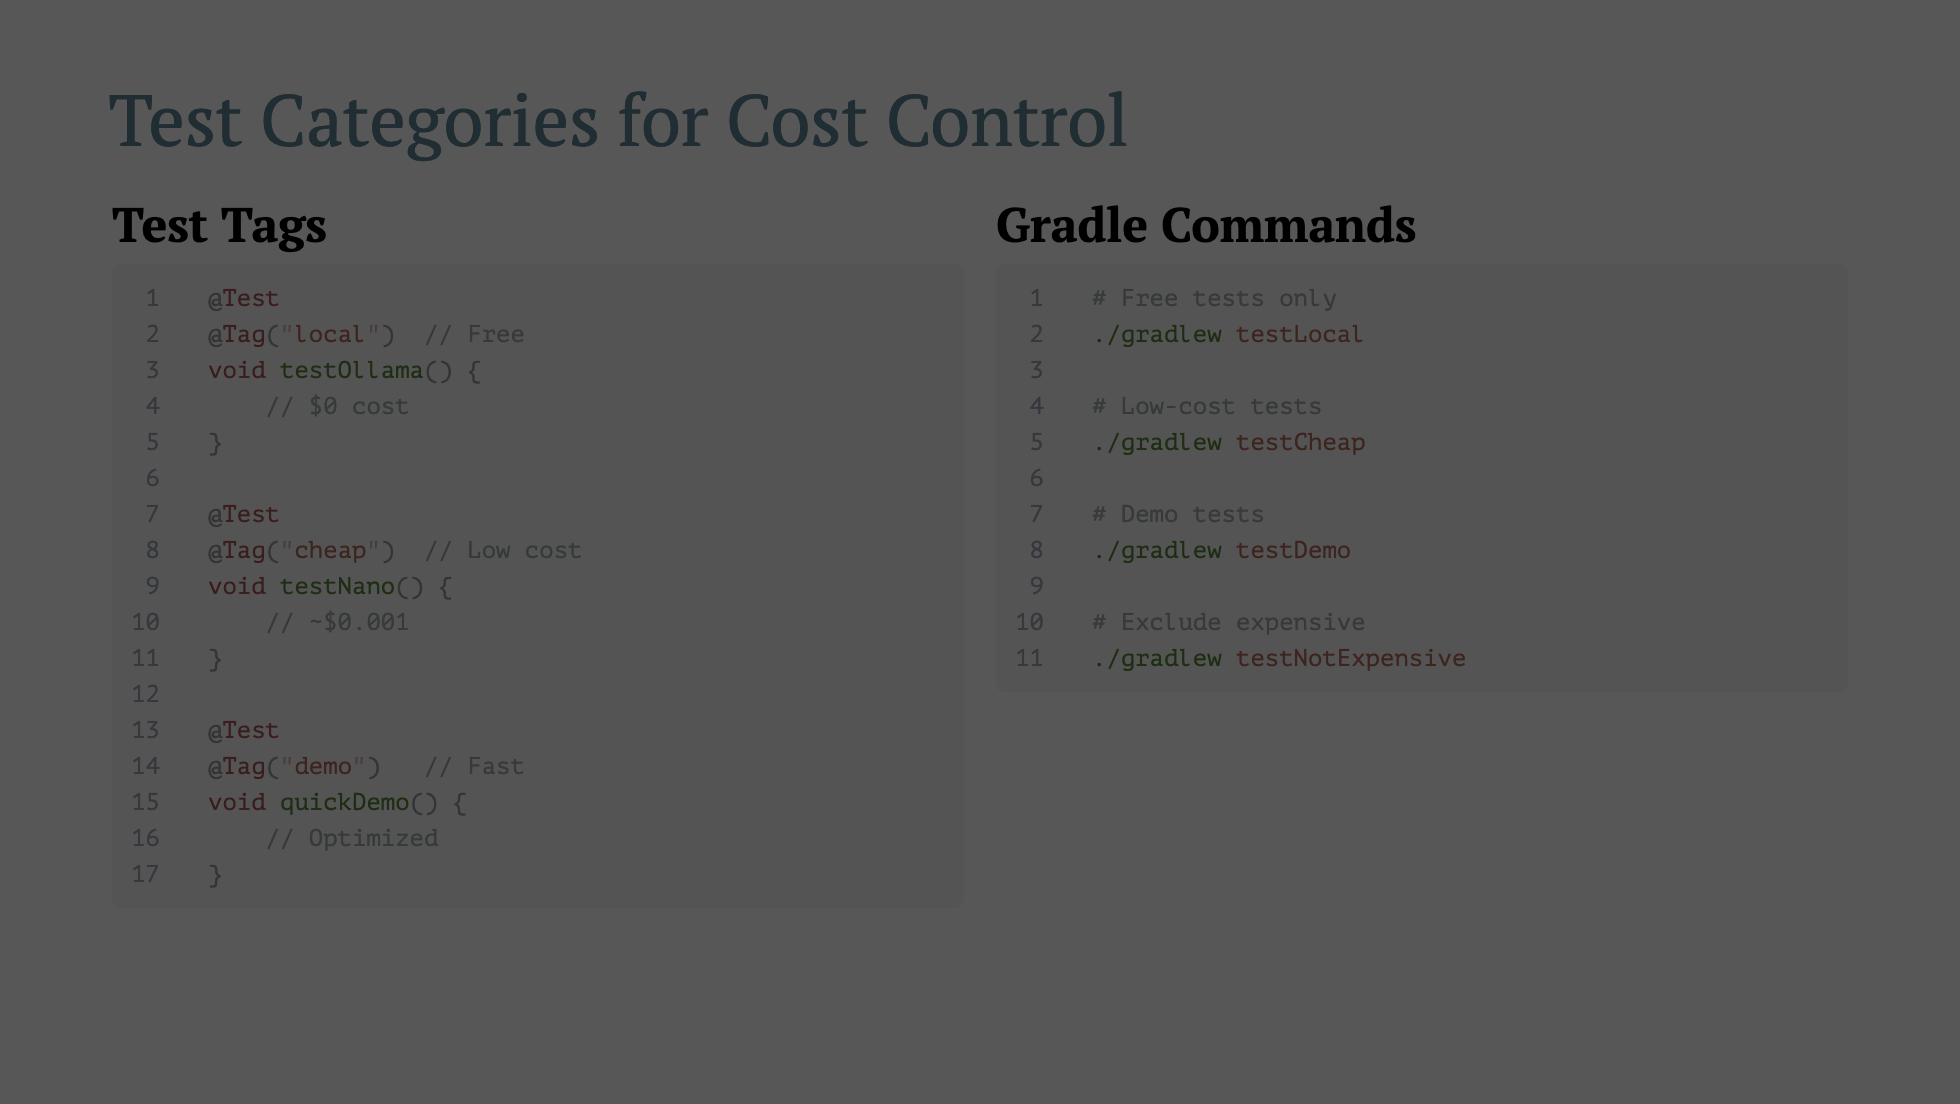 Test Categories for Cost Control
Test Tags
1 @Test
2 @Tag("local")  // Free
3 void testOllama() {
4     // $0 cost
5 }
6
7 @Test
8 @Tag("cheap")  // Low cost
9 void testNano() {
10     // ~$0.001
11 }
12
13 @Test
14 @Tag("demo")   // Fast
15 void quickDemo() {
16     // Optimized
17 }
Gradle Commands
1 # Free tests only
2 ./gradlew testLocal
3
4 # Low-cost tests
5 ./gradlew testCheap
6
7 # Demo tests
8 ./gradlew testDemo
9
10 # Exclude expensive
11 ./gradlew testNotExpensive